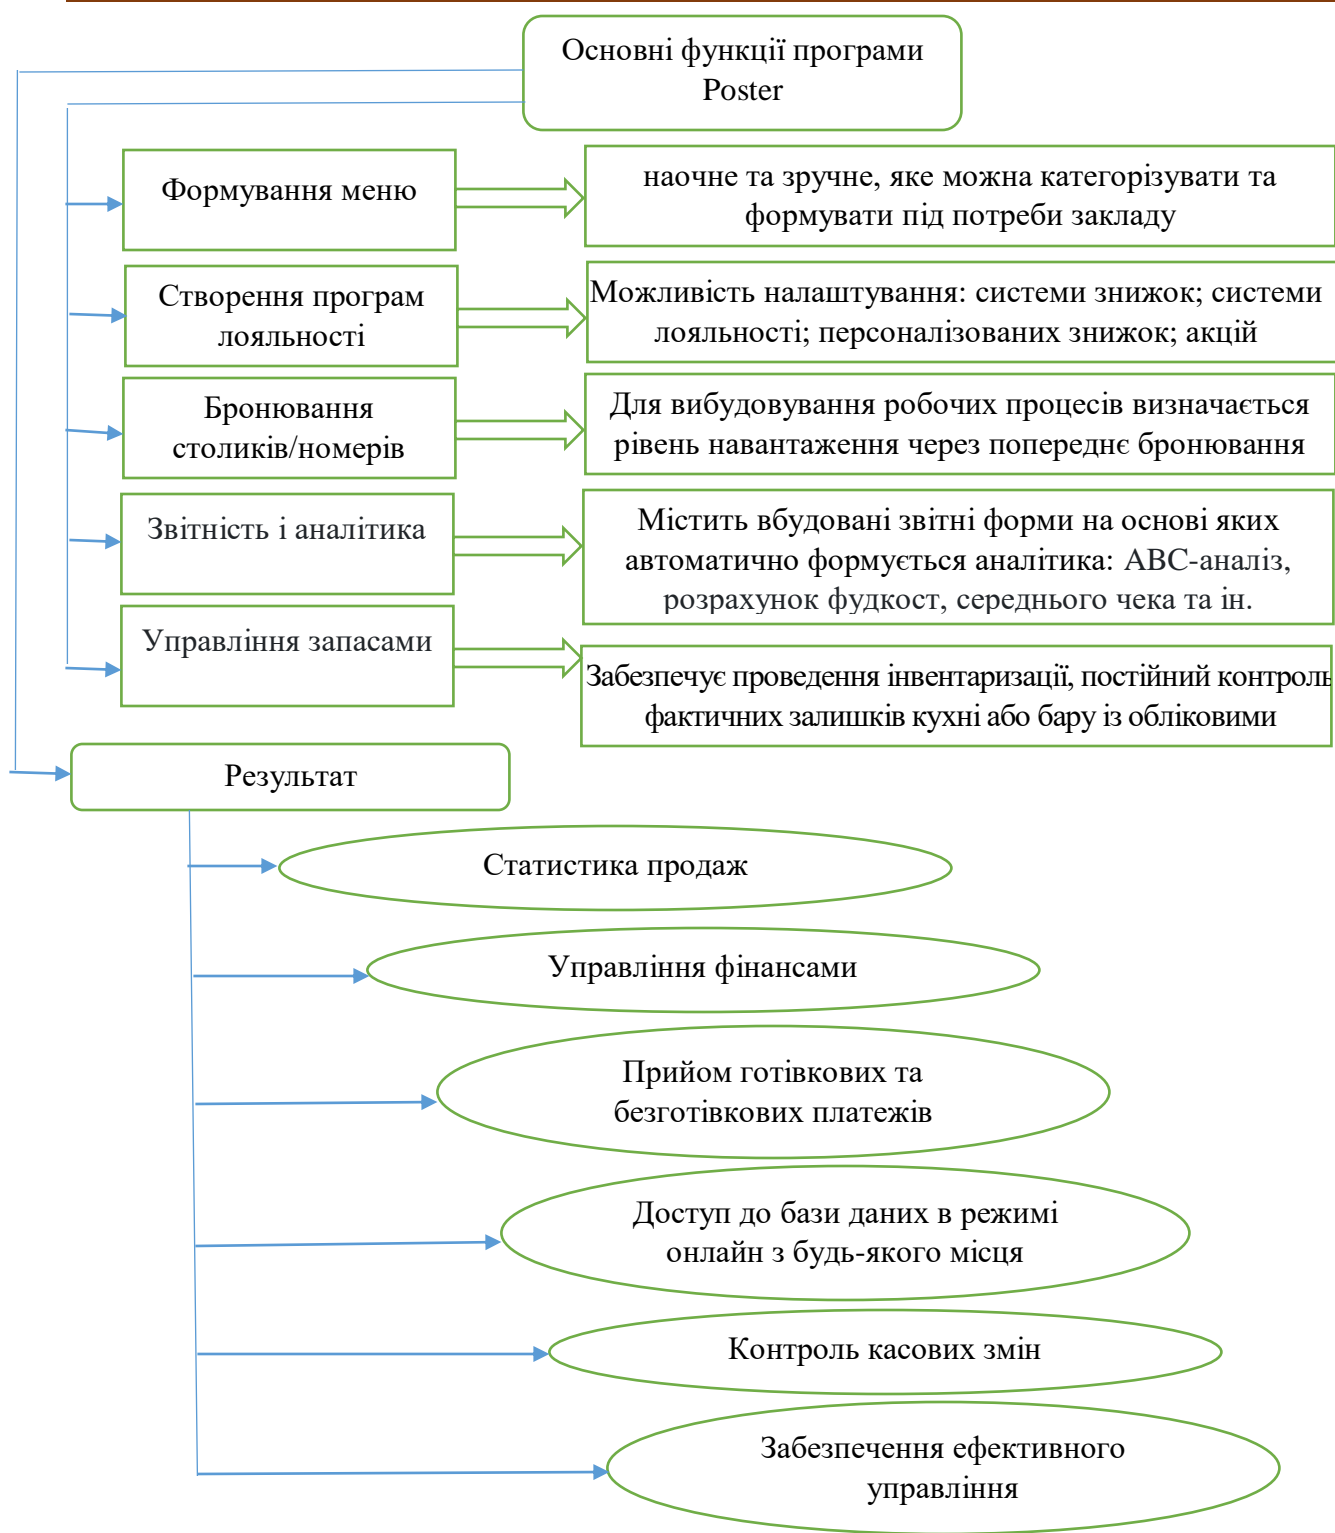 Основні функції програми
Poster
Формування меню
наочне та зручне, яке можна категорізувати та
формувати під потреби закладу
Створення програм
лояльності
Можливість налаштування: системи знижок; системи
лояльності; персоналізованих знижок; акцій
Бронювання
столиків/номерів
Для вибудовування робочих процесів визначається
рівень навантаження через попереднє бронювання
Звітність і аналітика
Містить вбудовані звітні форми на основі яких
автоматично формується аналітика: АВС-аналіз,
розрахунок фудкост, середнього чека та ін.
Управління запасами
Забезпечує проведення інвентаризації, постійний контроль
фактичних залишків кухні або бару із обліковими
Результат
Статистика продаж
Управління фінансами
Прийом готівкових та
безготівкових платежів
Доступ до бази даних в режимі
онлайн з будь-якого місця
Контроль касових змін
Забезпечення ефективного
управління